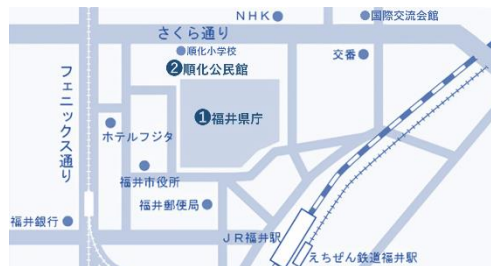 NHK
国際交流会館
さくら通り
順化小学校
交番
❷順化公民館
フェニックス通り
❶福井県庁
ホテルフジタ
福井市役所
福井郵便局
福井銀行
JR福井駅
えちぜん鉄道福井駅